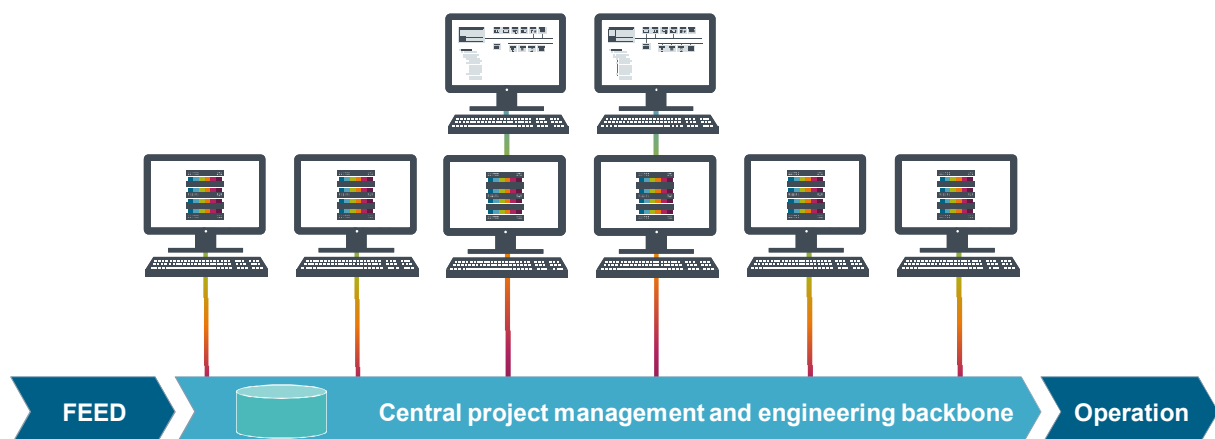 FEED
Central project management and engineering backbone
Operation